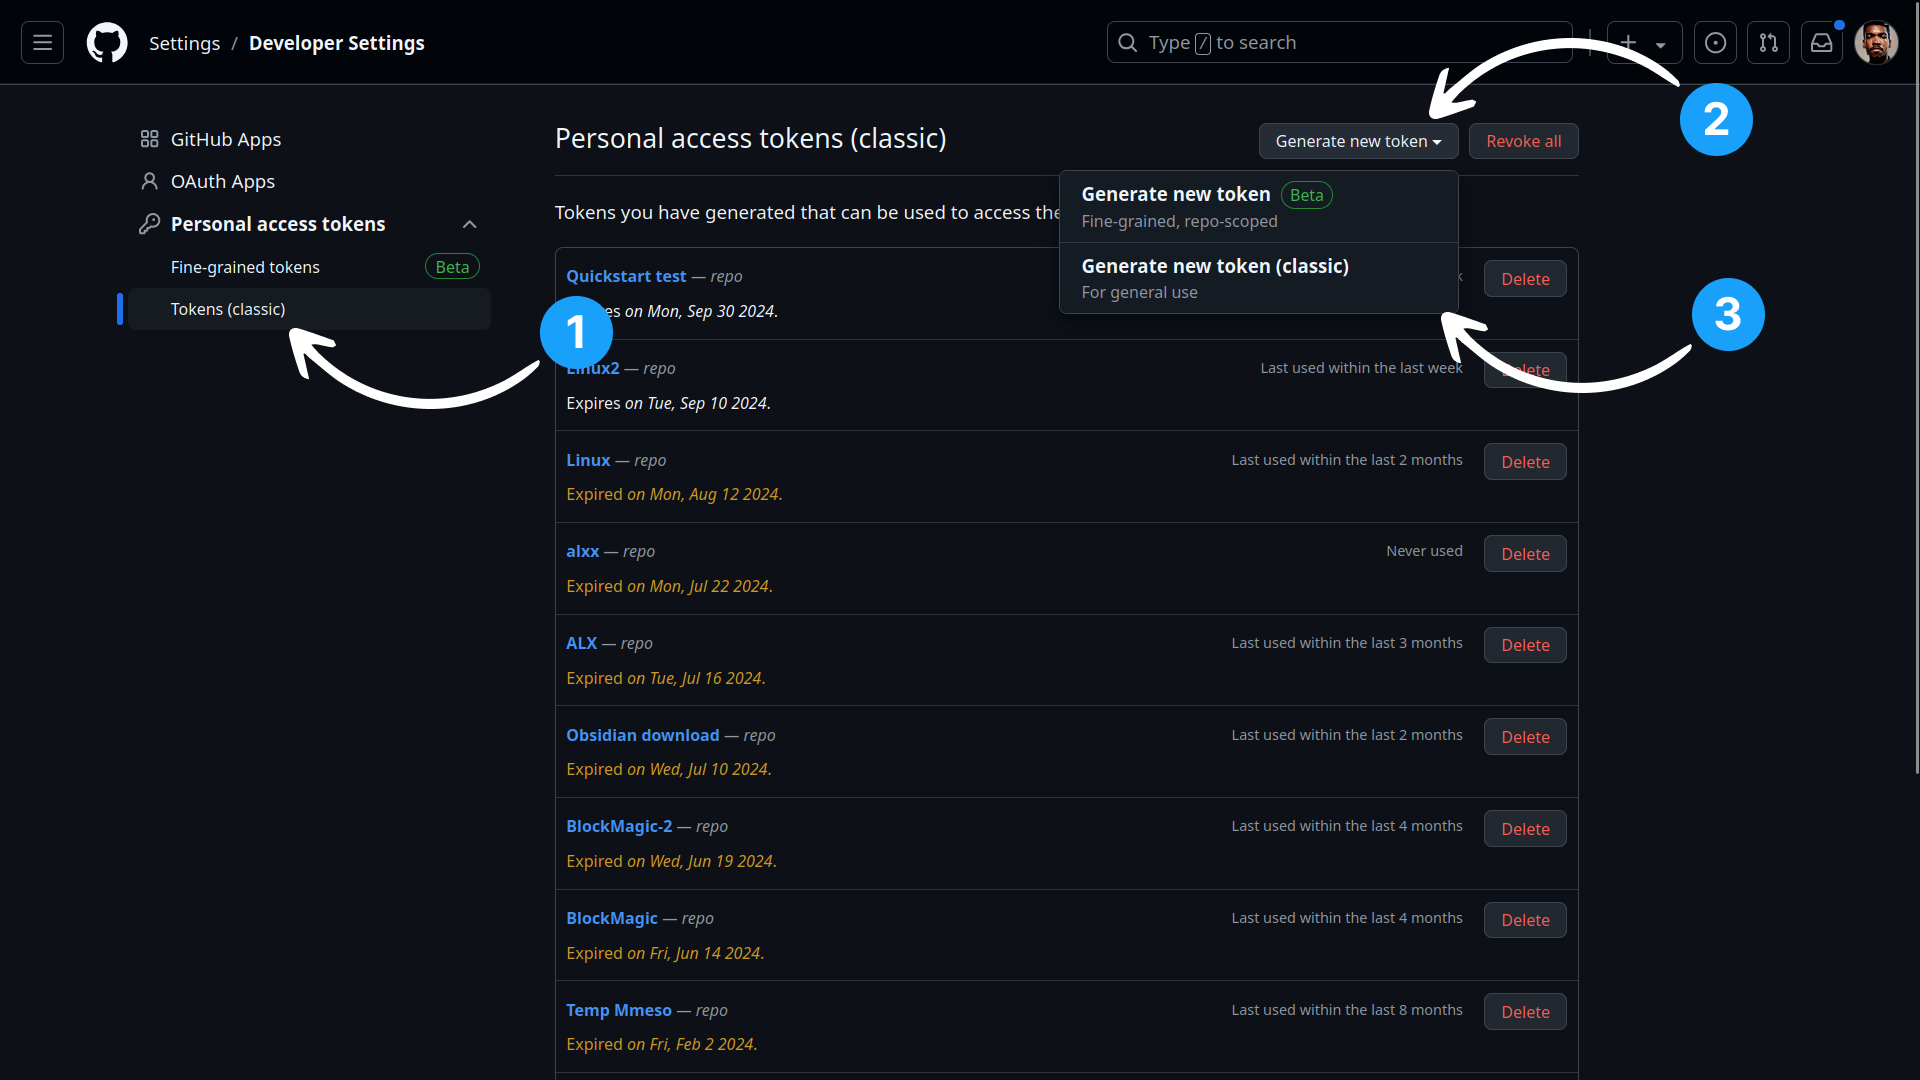 Settings / Developer Settings
Type / to search
GitHub Apps
OAuth Apps
Personal access tokens
Fine-grained tokens Beta
Tokens (classic)
1
2
3
Personal access tokens (classic)
Generate new token
Revoke all
Tokens you have generated that can be used to access the
Generate new token Beta
Fine-grained, repo-scoped
Generate new token (classic)
For general use
Quickstart test — repo
Delete
on Mon, Sep 30 2024.
Linux2 — repo
Last used within the last week
Delete
Expires on Tue, Sep 10 2024.
Linux — repo
Last used within the last 2 months
Delete
Expired on Mon, Aug 12 2024.
alxx — repo
Never used
Delete
Expired on Mon, Jul 22 2024.
ALX — repo
Last used within the last 3 months
Delete
Expired on Tue, Jul 16 2024.
Obsidian download — repo
Last used within the last 2 months
Delete
Expired on Wed, Jul 10 2024.
BlockMagic-2 — repo
Last used within the last 4 months
Delete
Expired on Wed, Jun 19 2024.
BlockMagic — repo
Last used within the last 4 months
Delete
Expired on Fri, Jun 14 2024.
Temp Mmeso — repo
Last used within the last 8 months
Delete
Expired on Fri, Feb 2 2024.